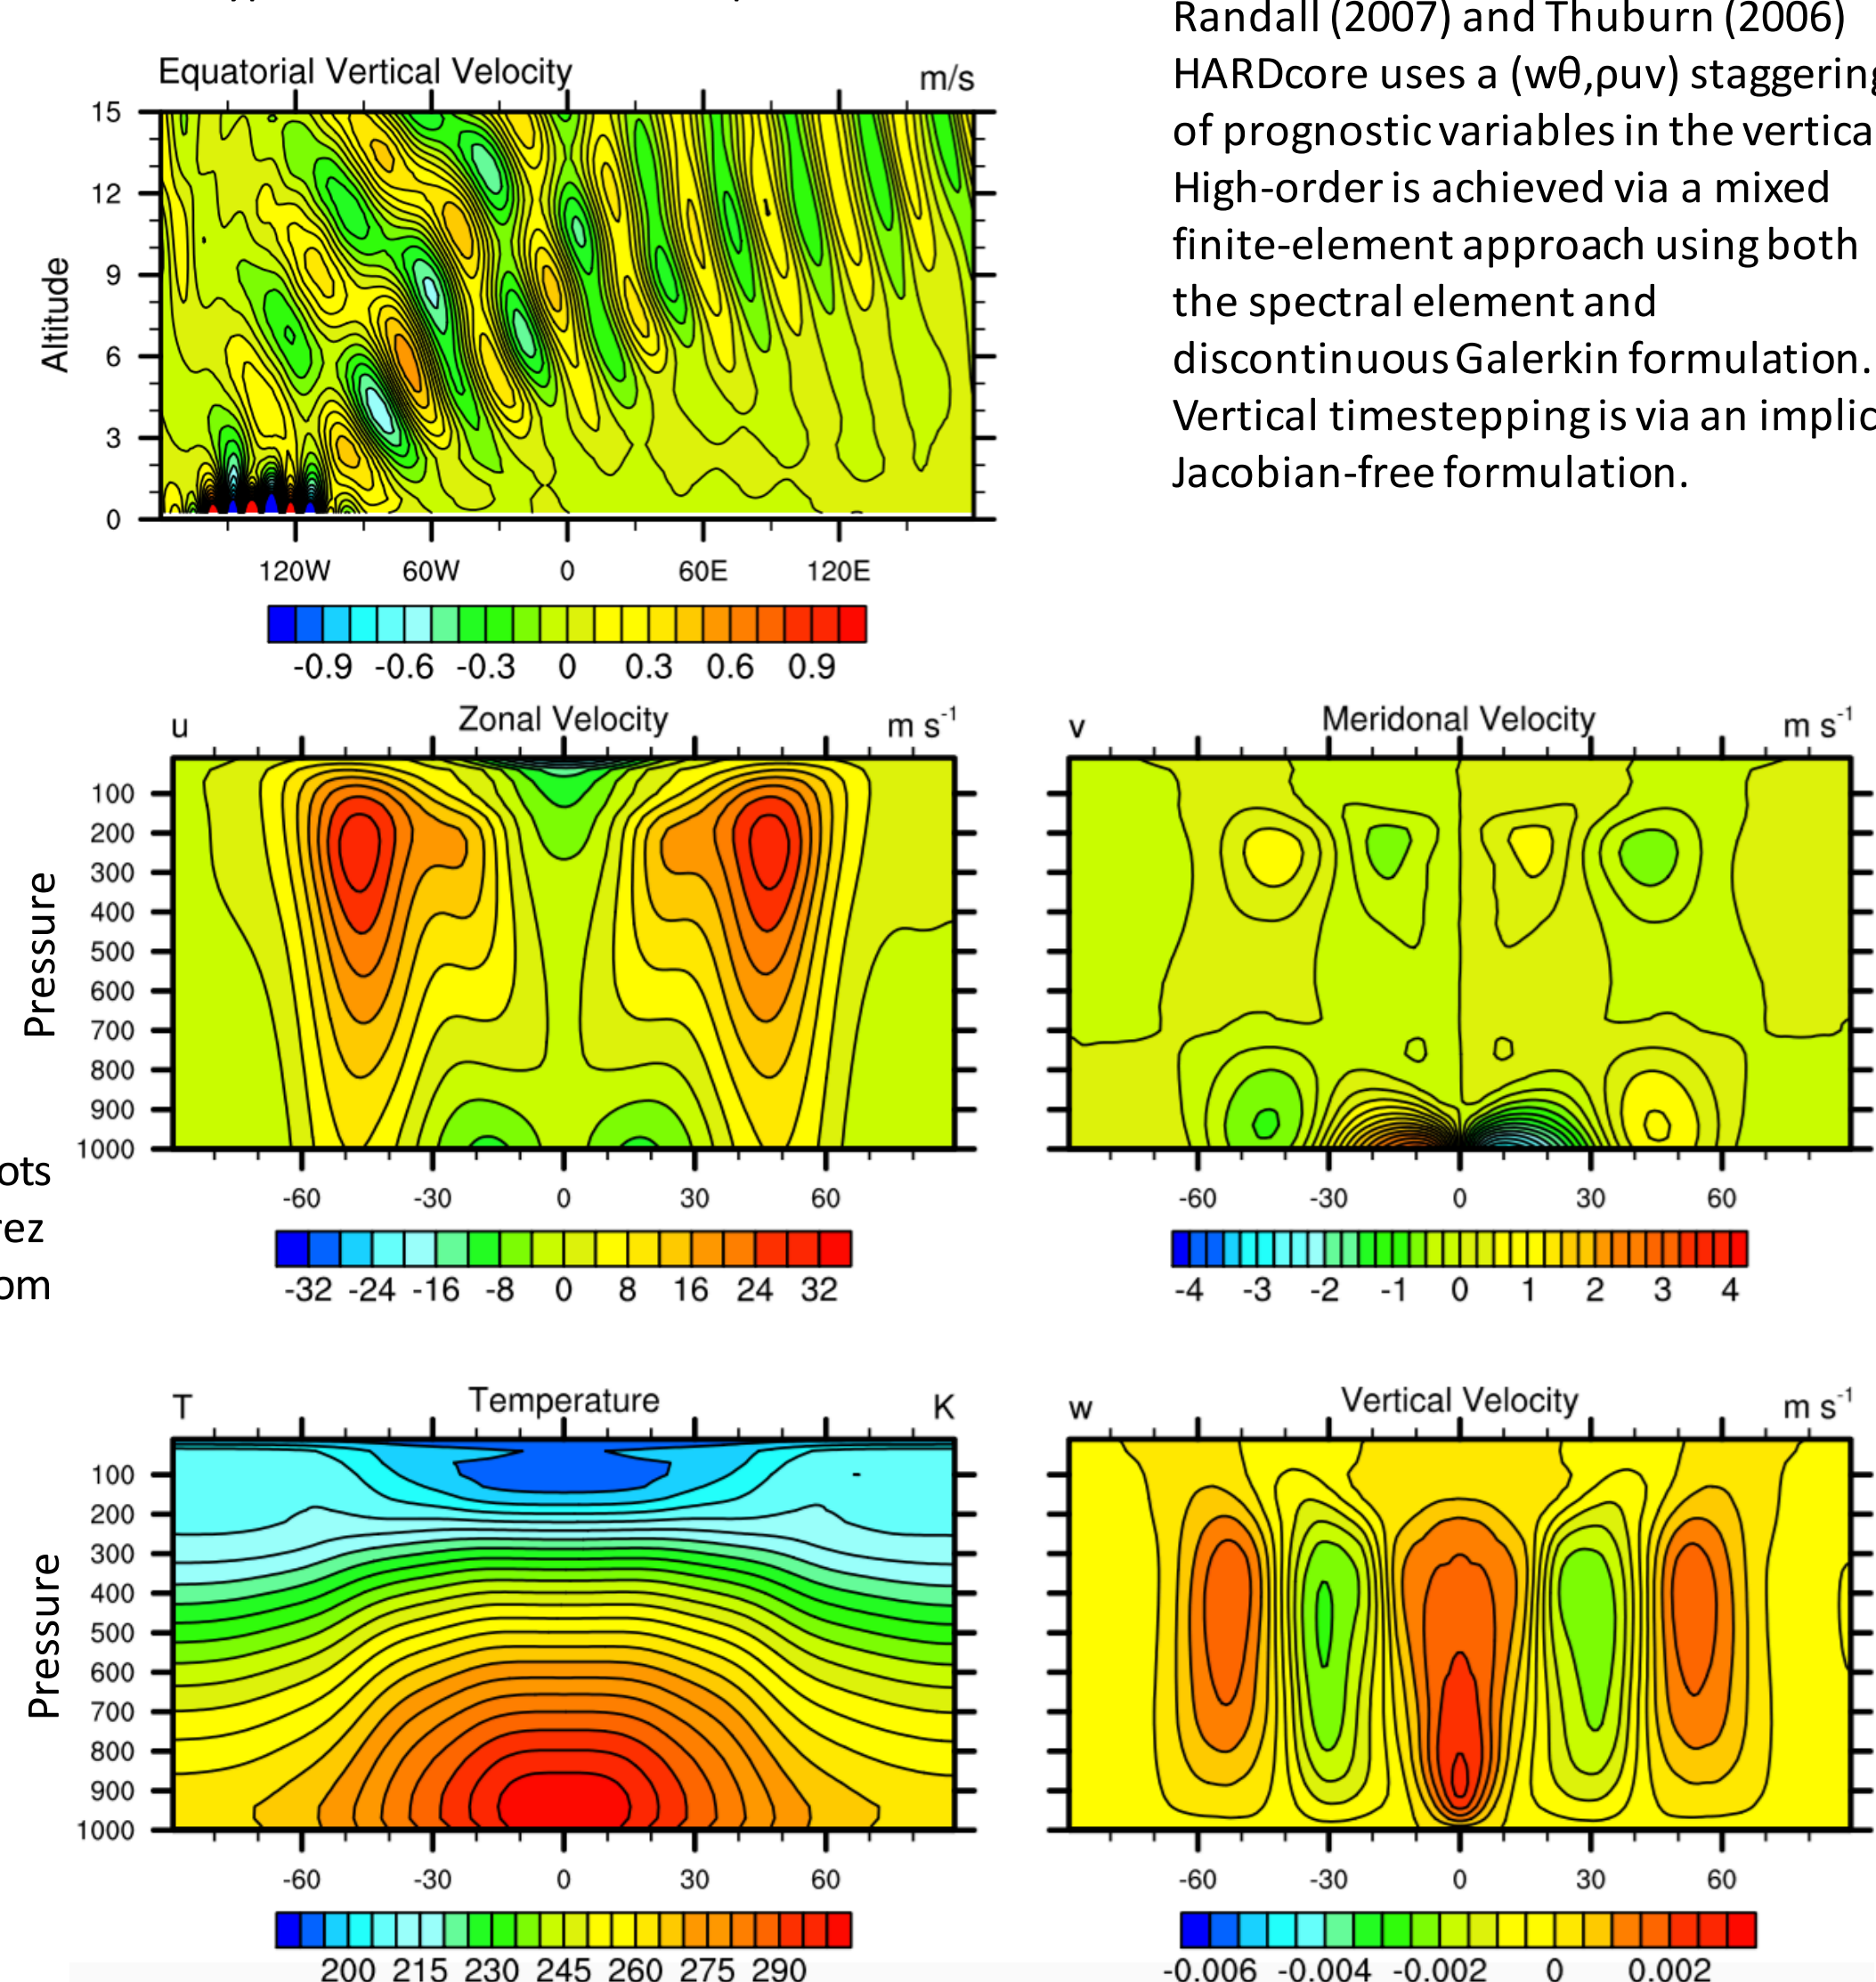 Randall (2007) and Thuburn (2006)
HARDcore uses a (wθ,ρuv) staggering
of prognostic variables in the vertica
High-order is achieved via a mixed
finite-element approach using both
the spectral element and
discontinuous Galerkin formulation.
Vertical timestepping is via an implic
Jacobian-free formulation.
Equatorial Vertical Velocity m/s
Altitude
15
12
9
6
3
0
120W 60W 0 60E 120E
-0.9 -0.6 -0.3 0 0.3 0.6 0.9
u Zonal Velocity m s-1
Pressure
100
200
300
400
500
600
700
800
900
1000
-60 -30 0 30 60
-32 -24 -16 -8 0 8 16 24 32
v Meridonal Velocity m s-1
-60 -30 0 30 60
-4 -3 -2 -1 0 1 2 3 4
ots
rez
om
T Temperature K
Pressure
100
200
300
400
500
600
700
800
900
1000
-60 -30 0 30 60
200 215 230 245 260 275 290
w Vertical Velocity m s-1
-60 -30 0 30 60
-0.006 -0.004 -0.002 0 0.002